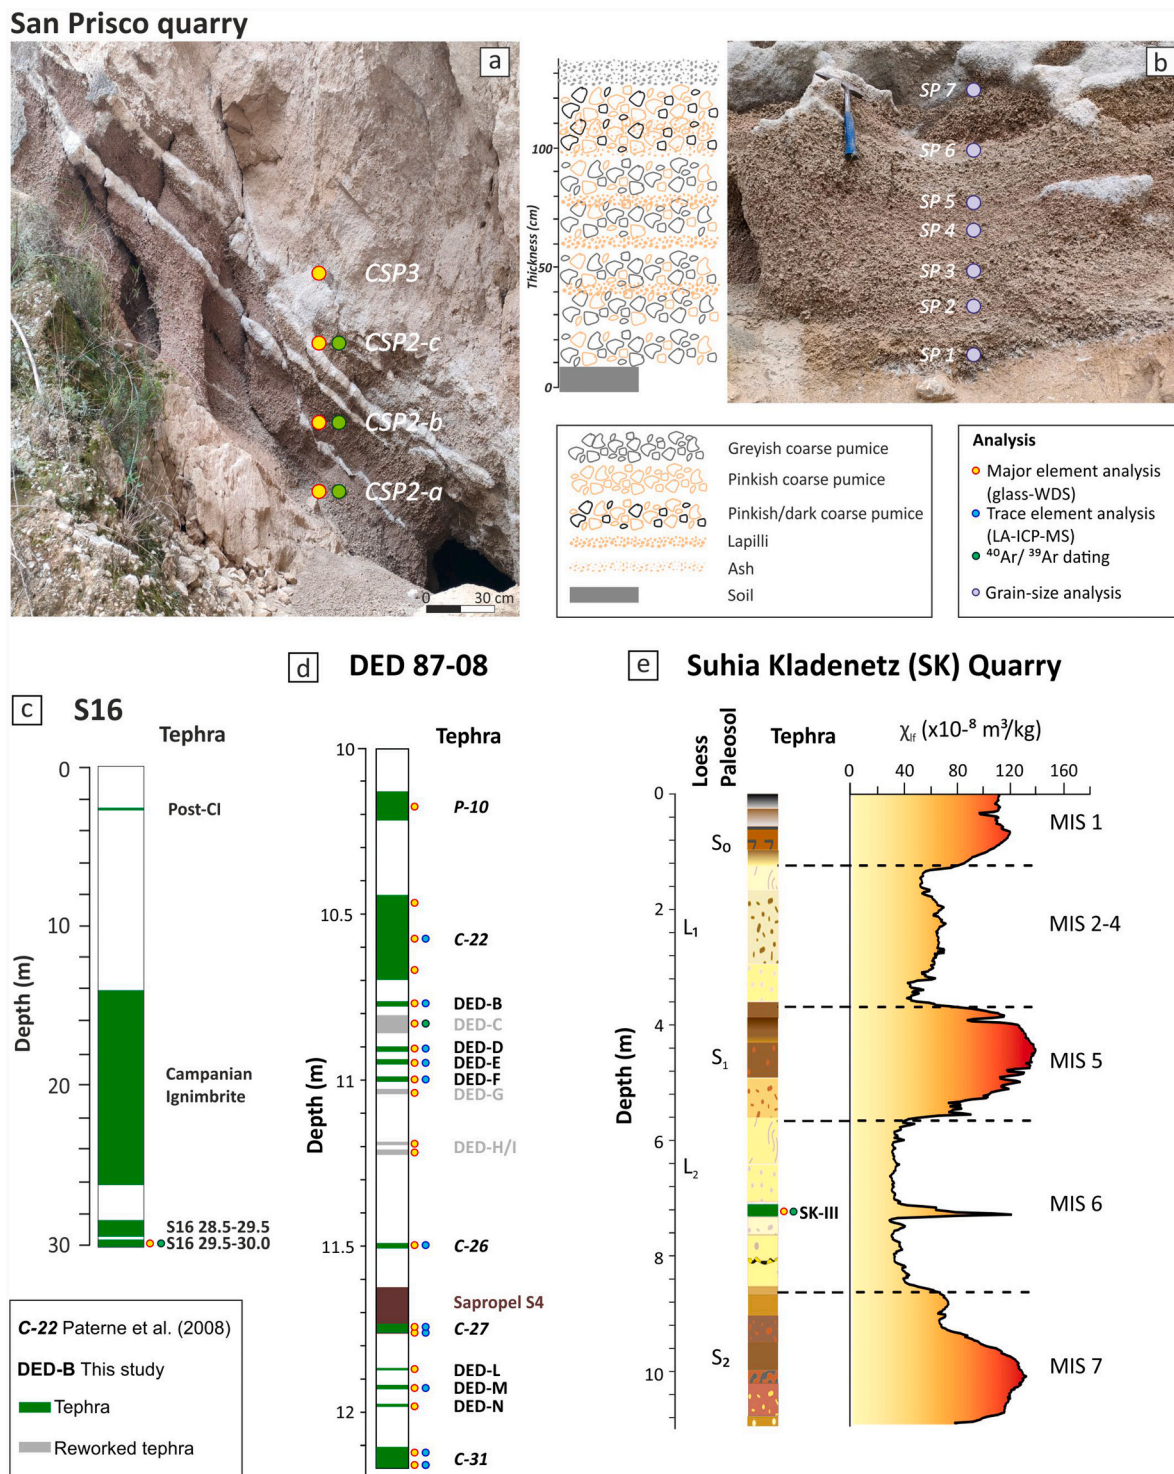 San Prisco quarry
a
CSP3
CSP2-c
CSP2-b
CSP2-a
0 30 cm
Thickness (cm)
100
50
0
b
SP 7
SP 6
SP 5
SP 4
SP 3
SP 2
SP 1
Greyish coarse pumice
Pinkish coarse pumice
Pinkish/dark coarse pumice
Lapilli
Ash
Soil
Analysis
Major element analysis
(glass-WDS)
Trace element analysis
(LA-ICP-MS)
⁴⁰Ar/ ³⁹Ar dating
Grain-size analysis
c S16
Tephra
Depth (m)
0
10
20
30
Post-CI
Campanian
Ignimbrite
S16 28.5-29.5
S16 29.5-30.0
C-22 Paterne et al. (2008)
DED-B This study
Tephra
Reworked tephra
d DED 87-08
Tephra
Depth (m)
10
10.5
11
11.5
12
P-10
C-22
DED-B
DED-C
DED-D
DED-E
DED-F
DED-G
DED-H/I
C-26
Sapropel S4
C-27
DED-L
DED-M
DED-N
C-31
e Suhia Kladenetz (SK) Quarry
Loess
Paleosol
Tephra
χlf (x10-⁸ m³/kg)
0 40 80 120 160
Depth (m)
0
2
4
6
8
10
S₀
L₁
S₁
L₂
S₂
SK-III
MIS 1
MIS 2-4
MIS 5
MIS 6
MIS 7